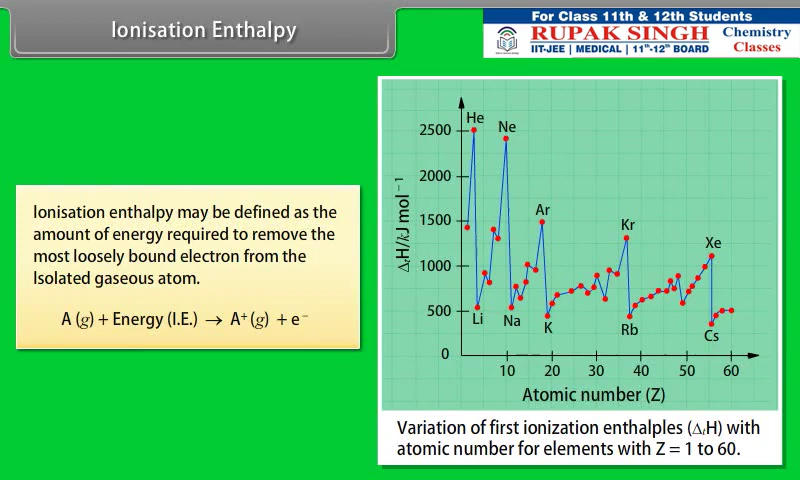 Ionisation Enthalpy
For Class 11th & 12th Students
RUPAK SINGH
IIT-JEE | MEDICAL | 11th-12th BOARD
Chemistry
Classes
Ionisation enthalpy may be defined as the
amount of energy required to remove the
most loosely bound electron from the
Isolated gaseous atom.
A (g) + Energy (I.E.) → A⁺ (g) + e⁻
ΔtH/kJ mol⁻¹
2500
2000
1500
1000
500
0
He
Ne
Ar
Kr
Xe
Li
Na
K
Rb
Cs
10 20 30 40 50 60
Atomic number (Z)
Variation of first ionization enthalples (ΔtH) with
atomic number for elements with Z = 1 to 60.